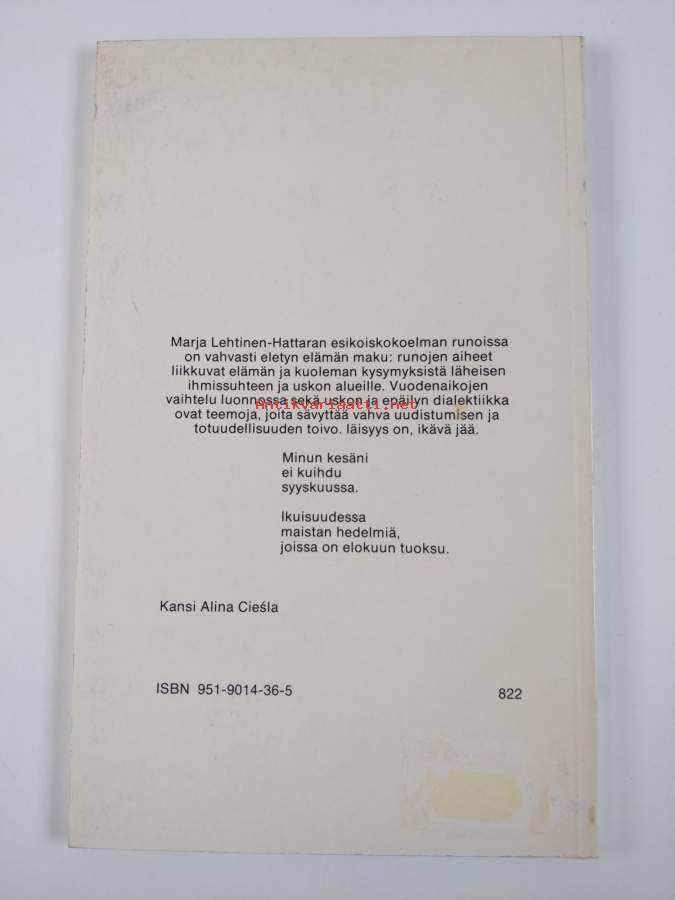 Marja Lehtinen-Hattaran esikoiskokoelman runoissa
on vahvasti eletyn elämän maku: runojen aiheet
liikkuvat elämän ja kuoleman kysymyksistä läheisen
ihmissuhteen ja uskon alueille. Vuodenaikojen
vaihtelu luonnossa sekä uskon ja epäilyn dialektiikka
Antikvariaatti.net
ovat teemoja, joita sävyttää vahva uudistumisen ja
totuudellisuuden toivo. läisyys on, ikävä jää.
Minun kesäni
ei kuihdu
syyskuussa.
Ikuisuudessa
maistan hedelmiä,
joissa on elokuun tuoksu.
Kansi Alina Cieśla
ISBN 951-9014-36-5
822